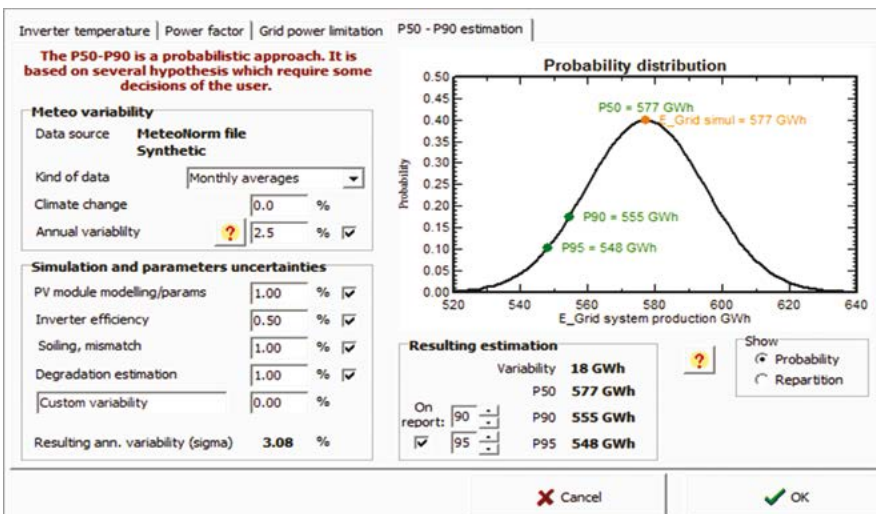 Inverter temperature | Power factor | Grid power limitation | P50 - P90 estimation
The P50-P90 is a probabilistic approach. It is
based on several hypothesis which require some
decisions of the user.
Meteo variability
Data source MeteoNorm file
Synthetic
Kind of data Monthly averages
Climate change 0.0 %
Annual variablilty ? 2.5 %
Simulation and parameters uncertainties
PV module modelling/params 1.00 %
Inverter efficiency 0.50 %
Soiling, mismatch 1.00 %
Degradation estimation 1.00 %
Custom variability 0.00 %
Resulting ann. variability (sigma) 3.08 %
Probability distribution
Probability
0.50
0.45
0.40
0.35
0.30
0.25
0.20
0.15
0.10
0.05
0.00
P50 = 577 GWh
E_Grid simul = 577 GWh
P90 = 555 GWh
P95 = 548 GWh
520 540 560 580 600 620 640
E_Grid system production GWh
Resulting estimation
Variability 18 GWh
P50 577 GWh
On report: 90 P90 555 GWh
95 P95 548 GWh
?
Show
Probability
Repartition
Cancel
OK